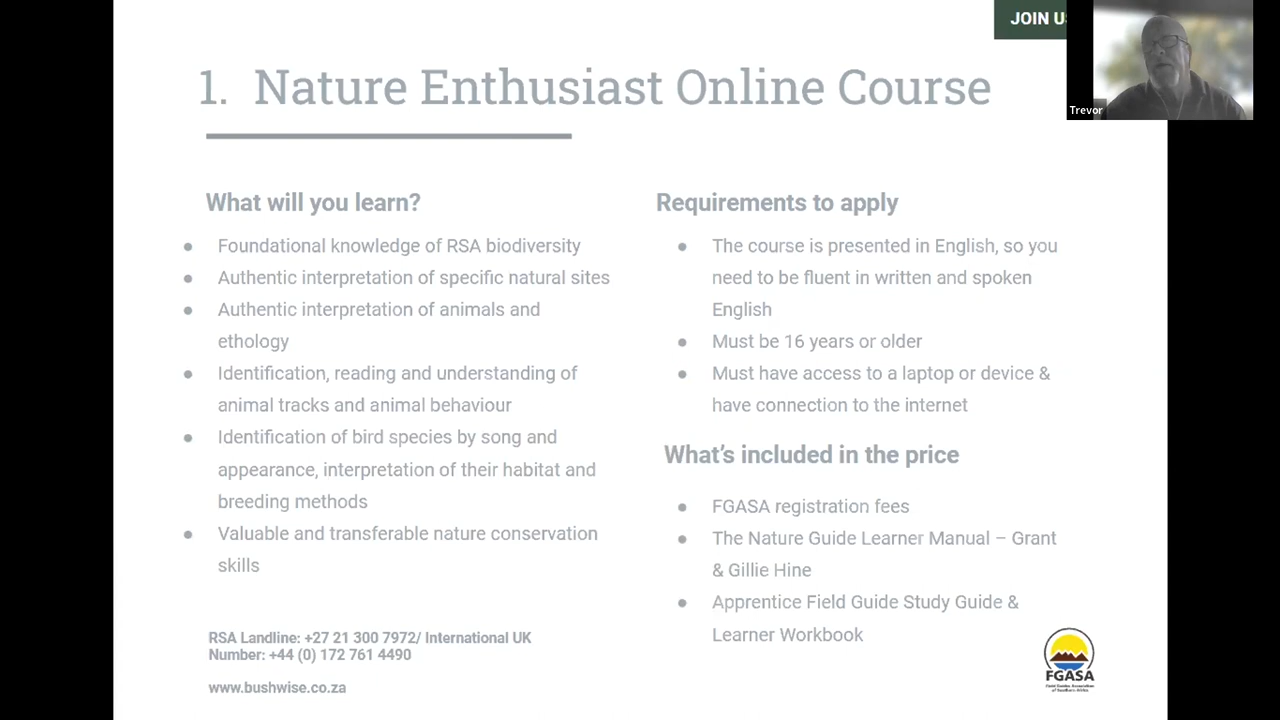 JOIN U
Trevor
1. Nature Enthusiast Online Course
What will you learn?
● Foundational knowledge of RSA biodiversity
● Authentic interpretation of specific natural sites
● Authentic interpretation of animals and
ethology
● Identification, reading and understanding of
animal tracks and animal behaviour
● Identification of bird species by song and
appearance, interpretation of their habitat and
breeding methods
● Valuable and transferable nature conservation
skills
Requirements to apply
● The course is presented in English, so you
need to be fluent in written and spoken
English
● Must be 16 years or older
● Must have access to a laptop or device &
have connection to the internet
What's included in the price
● FGASA registration fees
● The Nature Guide Learner Manual – Grant
& Gillie Hine
● Apprentice Field Guide Study Guide &
Learner Workbook
RSA Landline: +27 21 300 7972/ International UK
Number: +44 (0) 172 761 4490
www.bushwise.co.za
FGASA
Field Guides Association
of Southern Africa